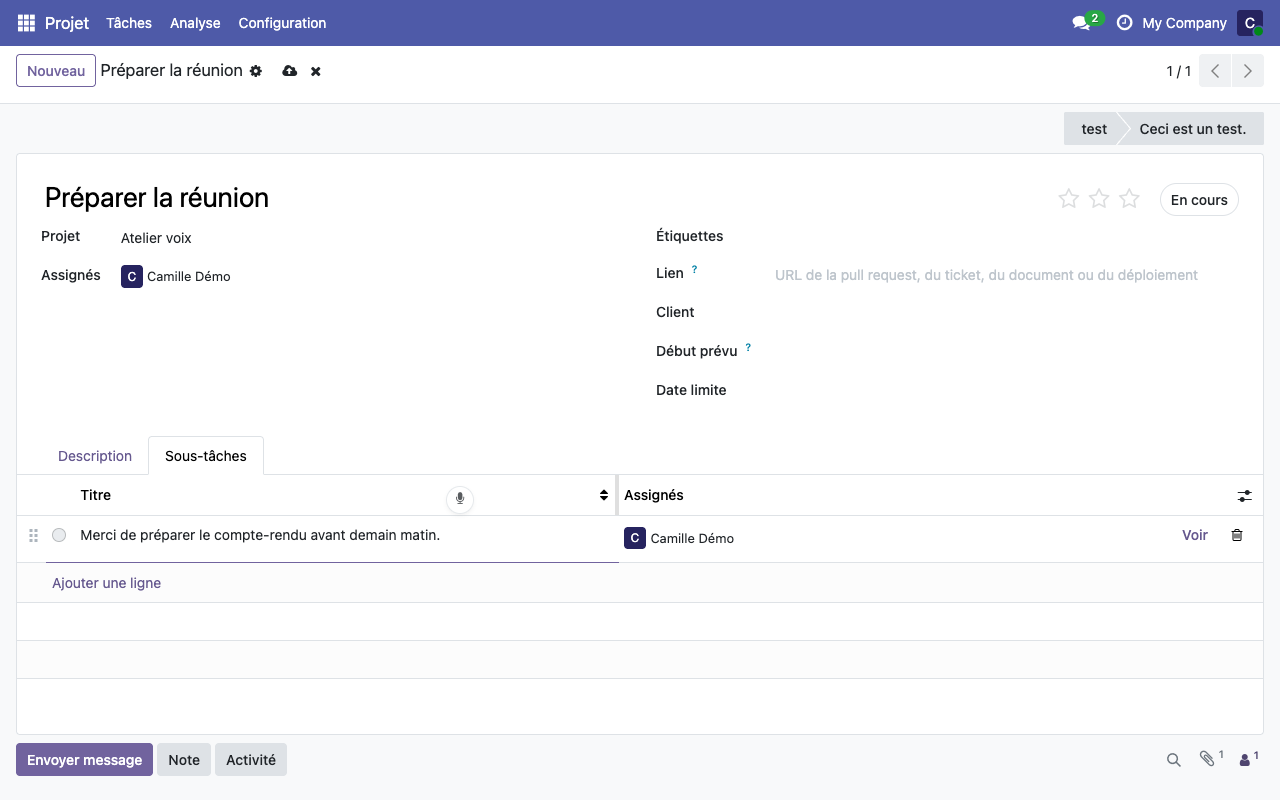 Projet Tâches Analyse Configuration 2 My Company C
Nouveau Préparer la réunion 1 / 1
test Ceci est un test.
Préparer la réunion En cours
Projet Atelier voix
Assignés C Camille Démo
Étiquettes
Lien ? URL de la pull request, du ticket, du document ou du déploiement
Client
Début prévu ?
Date limite
Description Sous-tâches
Titre Assignés
Merci de préparer le compte-rendu avant demain matin. C Camille Démo Voir
Ajouter une ligne
Envoyer message Note Activité 1 1